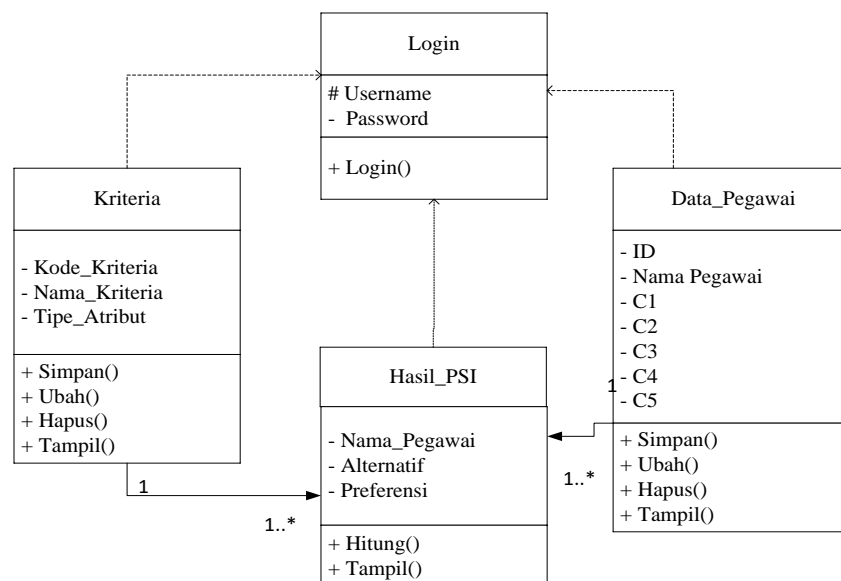 Login
# Username
- Password
+ Login()
Kriteria
- Kode_Kriteria
- Nama_Kriteria
- Tipe_Atribut
+ Simpan()
+ Ubah()
+ Hapus()
+ Tampil()
1
1..*
Hasil_PSI
- Nama_Pegawai
- Alternatif
- Preferensi
+ Hitung()
+ Tampil()
Data_Pegawai
- ID
- Nama Pegawai
- C1
- C2
- C3
- C4
- C5
+ Simpan()
+ Ubah()
+ Hapus()
+ Tampil()
1
1..*